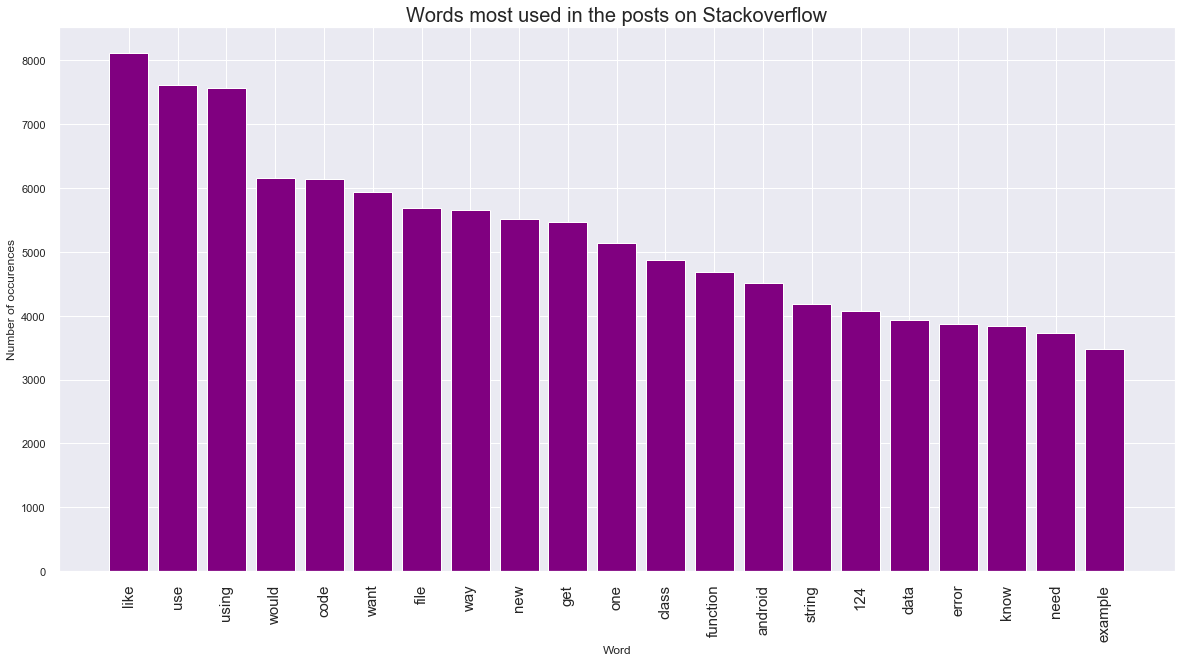 Words most used in the posts on Stackoverflow
Number of occurences
8000
7000
6000
5000
4000
3000
2000
1000
0
like
use
using
would
code
want
file
way
new
get
one
class
function
android
string
124
data
error
know
need
example
Word